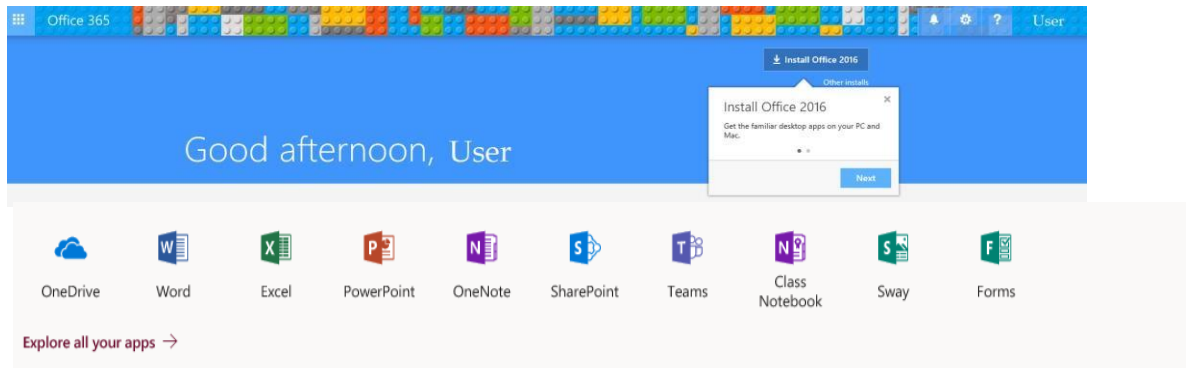 Office 365
? User
Install Office 2016
Other installs
Install Office 2016 ×
Get the familiar desktop apps on your PC and
Mac.
Good afternoon, User
Next
W X P N S T N S F
OneDrive Word Excel PowerPoint OneNote SharePoint Teams Class Notebook Sway Forms
Explore all your apps →